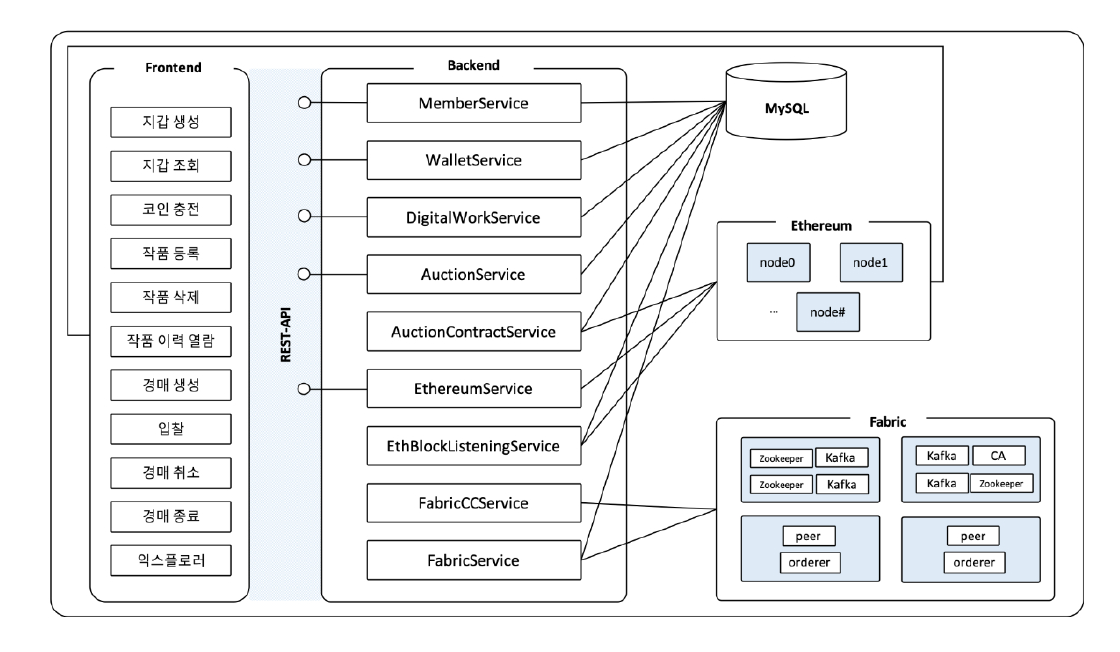 Frontend
지갑 생성
지갑 조회
코인 충전
작품 등록
작품 삭제
작품 이력 열람
경매 생성
입찰
경매 취소
경매 종료
익스플로러
REST-API
Backend
MemberService
WalletService
DigitalWorkService
AuctionService
AuctionContractService
EthereumService
EthBlockListeningService
FabricCCService
FabricService
MySQL
Ethereum
node0
node1
...
node#
Fabric
Zookeeper
Kafka
Zookeeper
Kafka
Kafka
CA
Kafka
Zookeeper
peer
orderer
peer
orderer